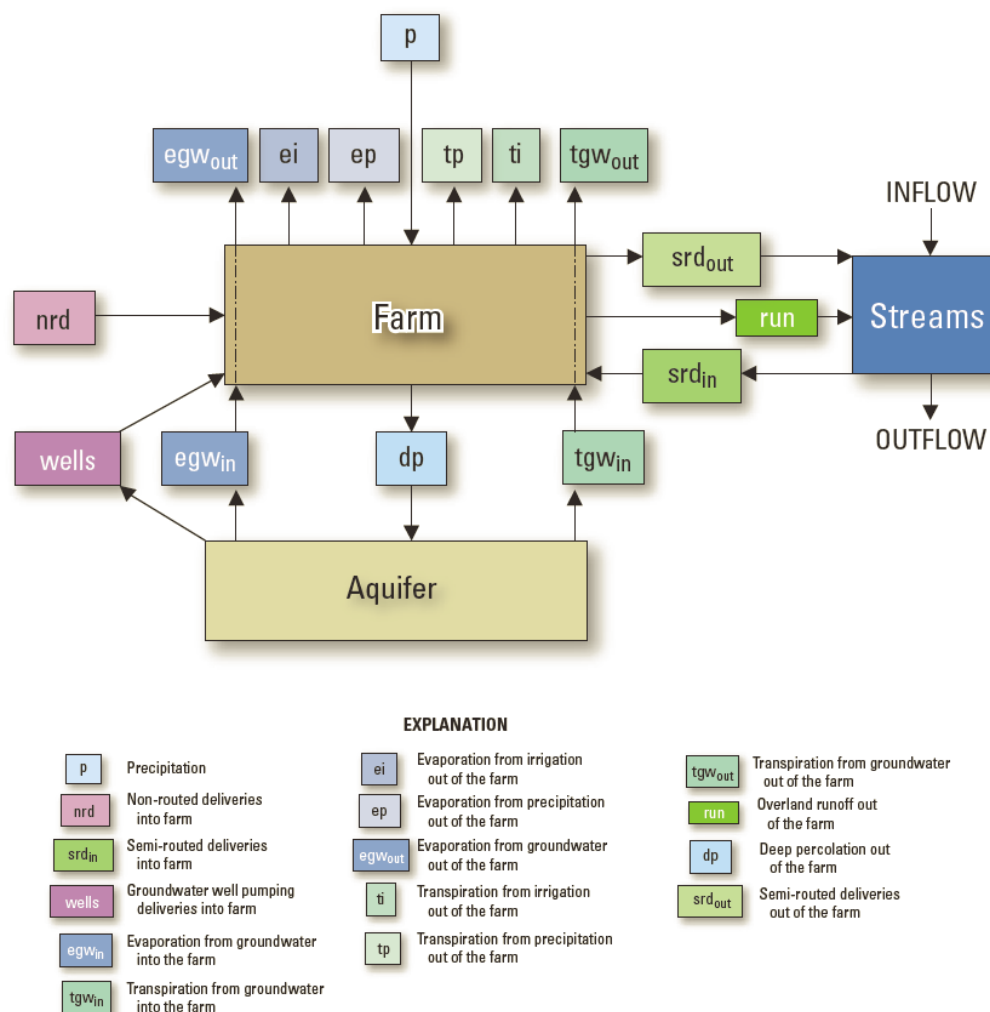 p
egwout
ei
ep
tp
ti
tgwout
INFLOW
srdout
nrd
Farm
run
Streams
srdin
OUTFLOW
wells
egwin
dp
tgwin
Aquifer
EXPLANATION
p Precipitation
nrd Non-routed deliveries
into farm
srdin Semi-routed deliveries
into farm
wells Groundwater well pumping
deliveries into farm
egwin Evaporation from groundwater
into the farm
tgwin Transpiration from groundwater
into the farm
ei Evaporation from irrigation
out of the farm
ep Evaporation from precipitation
out of the farm
egwout Evaporation from groundwater
out of the farm
ti Transpiration from irrigation
out of the farm
tp Transpiration from precipitation
out of the farm
tgwout Transpiration from groundwater
out of the farm
run Overland runoff out
of the farm
dp Deep percolation out
of the farm
srdout Semi-routed deliveries
out of the farm